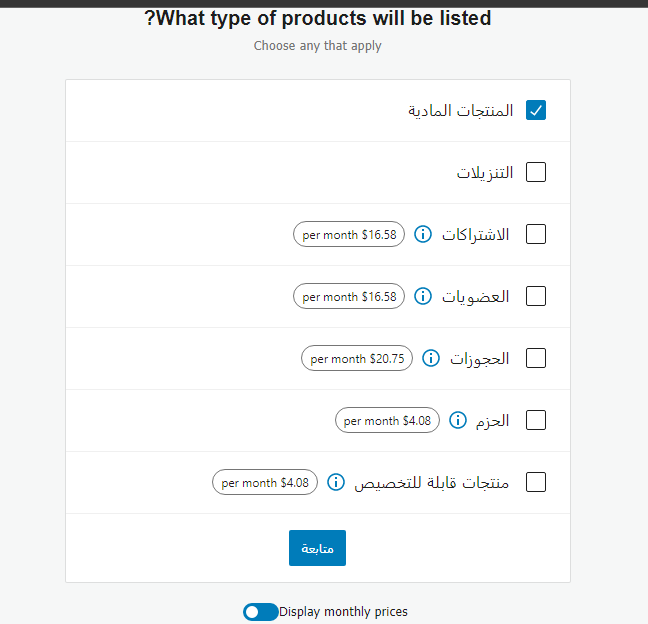 ?What type of products will be listed
Choose any that apply
المنتجات المادية
التنزيلات
الاشتراكات per month $16.58
العضويات per month $16.58
الحجوزات per month $20.75
الحزم per month $4.08
منتجات قابلة للتخصيص per month $4.08
متابعة
Display monthly prices